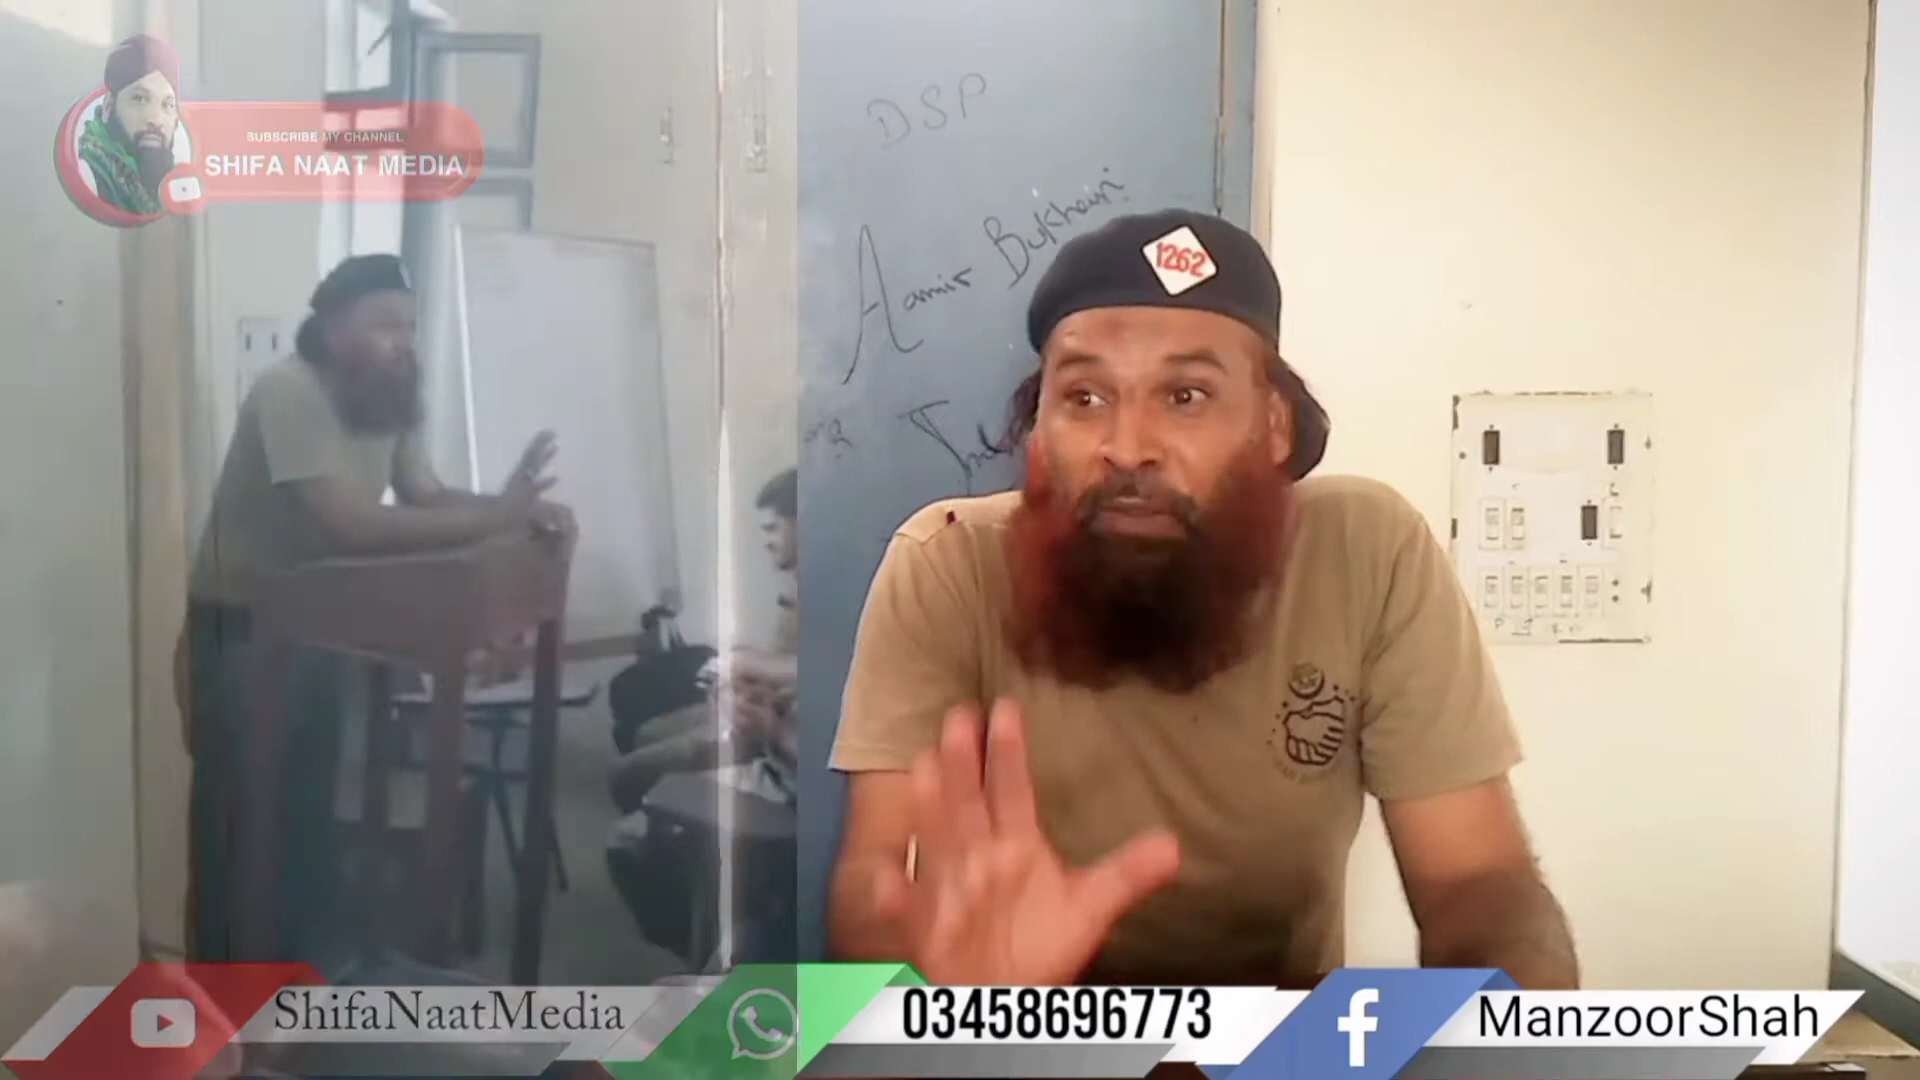 SUBSCRIBE MY CHANNEL
SHIFA NAAT MEDIA
DSP
Aamir Bukhari
1262
ShifaNaatMedia
03458696773
ManzoorShah